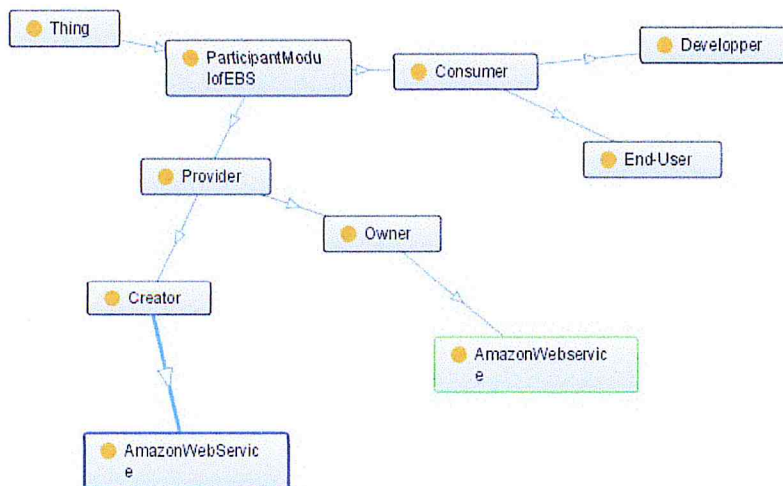 Thing
ParticipantModu
lofEBS
Consumer
Developper
End-User
Provider
Owner
Creator
AmazonWebservic
e
AmazonWebServic
e